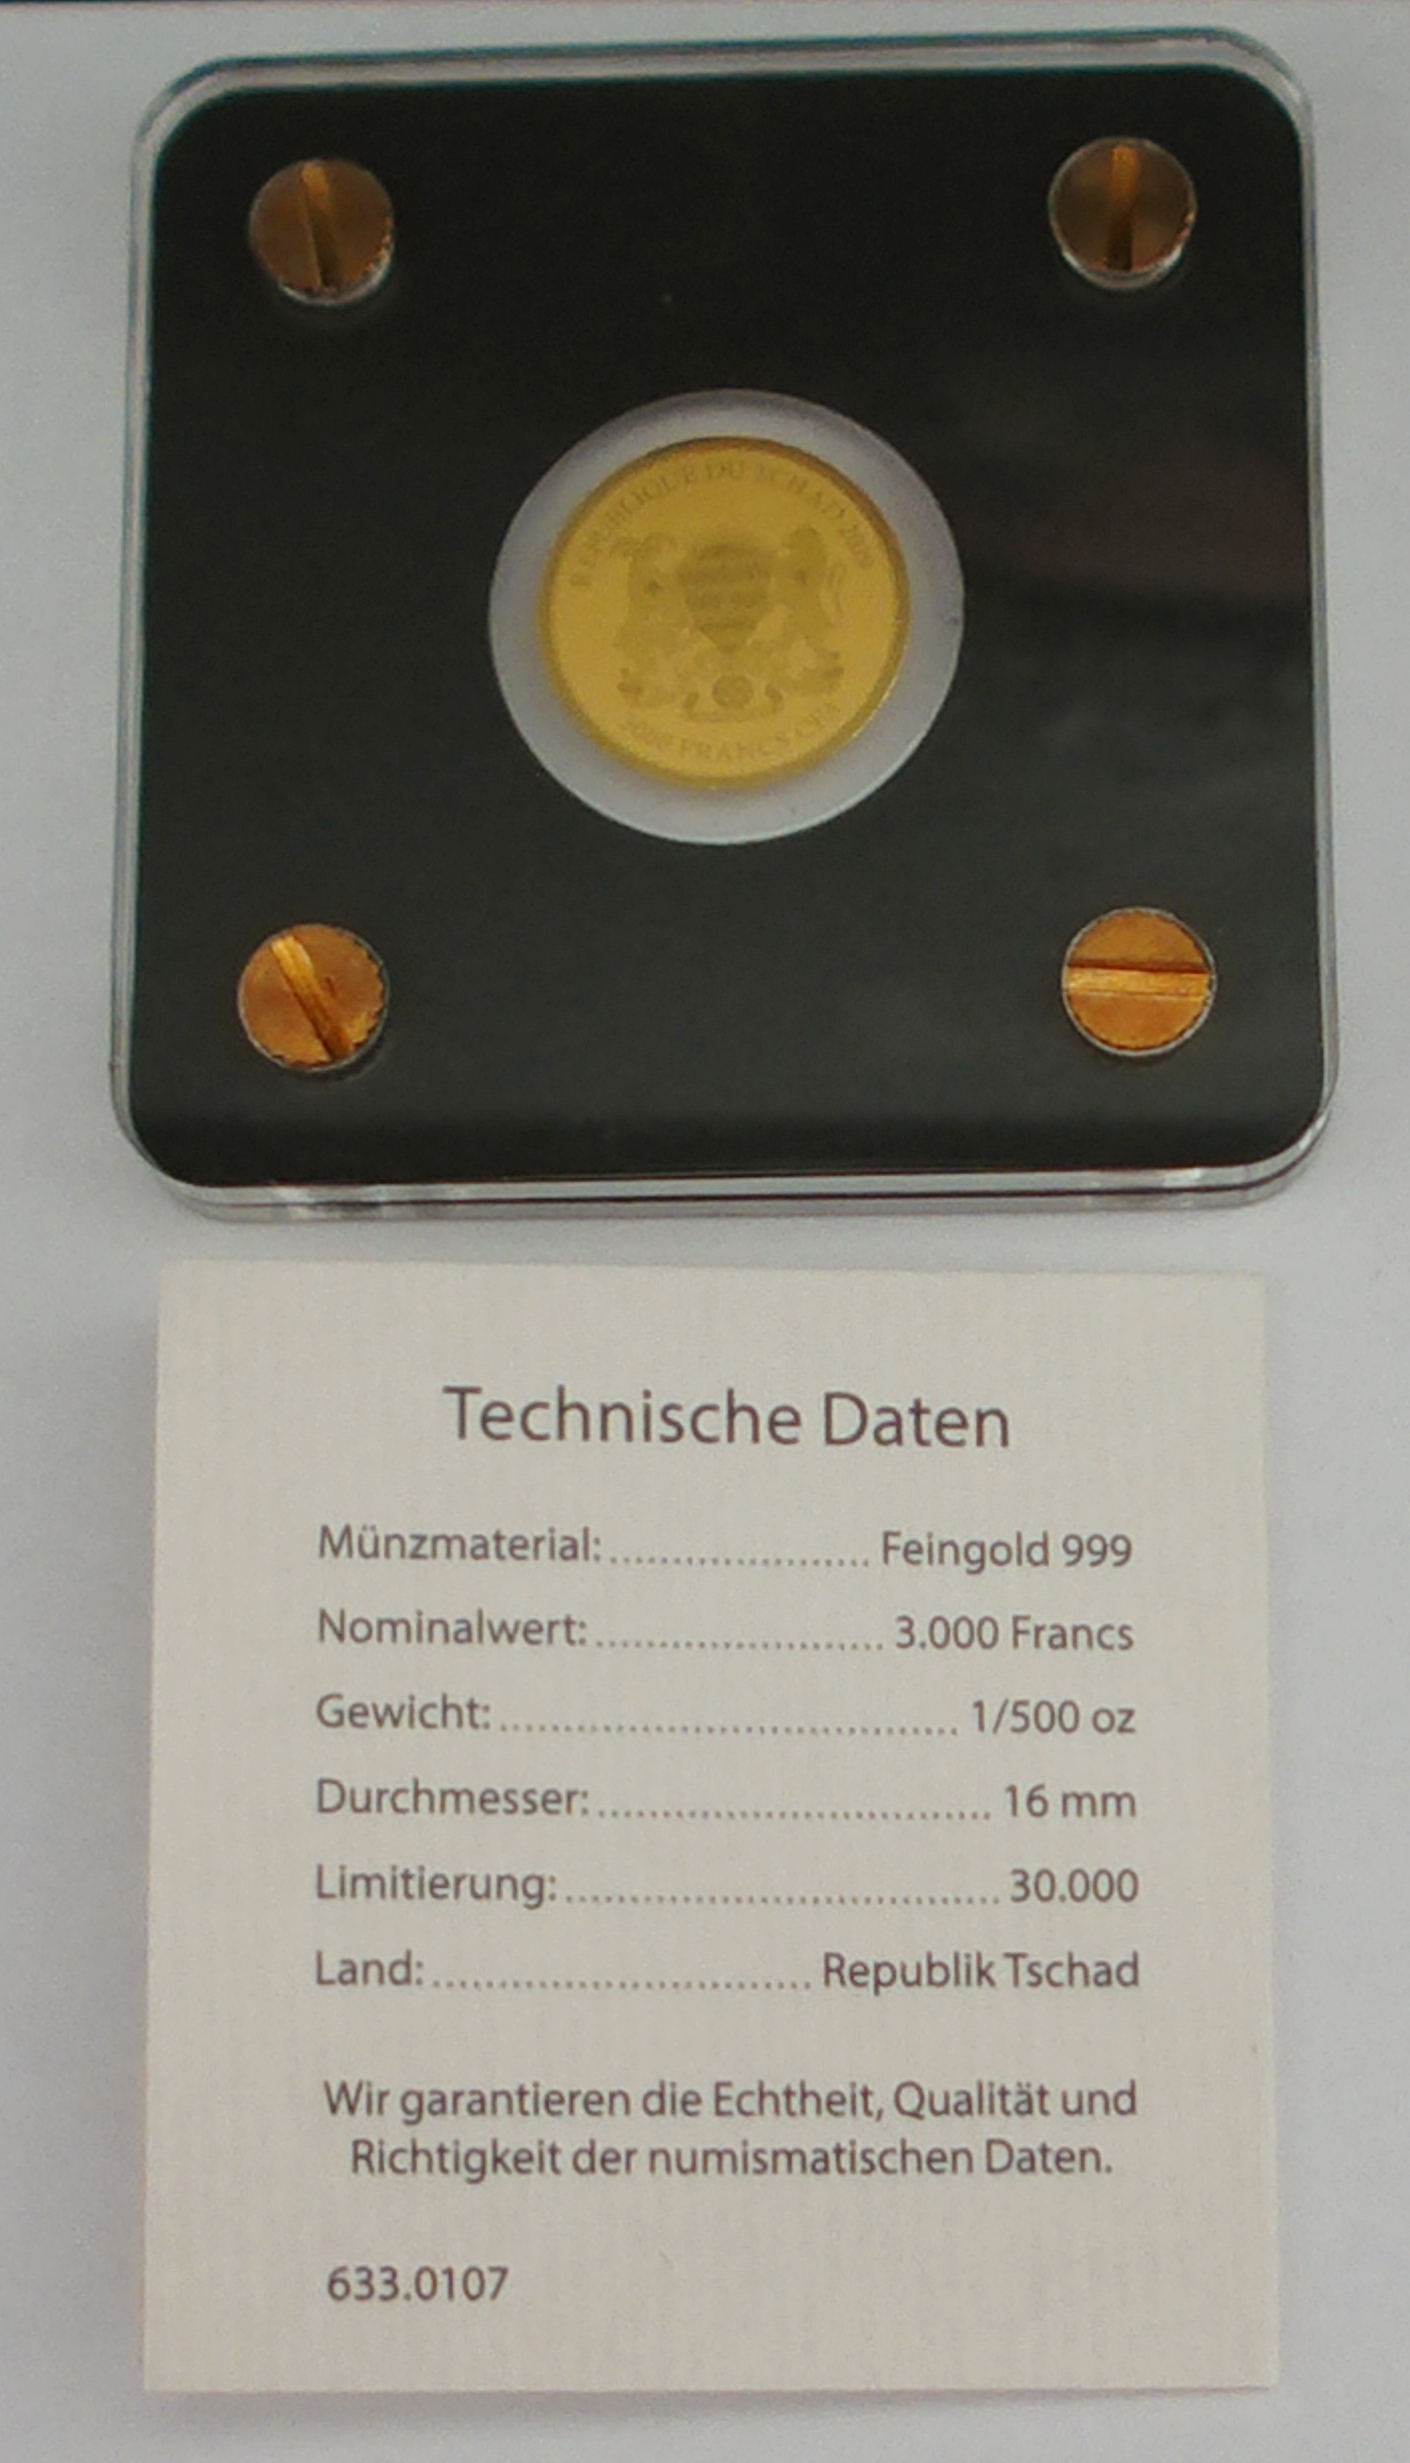 RÉPUBLIQUE DU TCHAD
3000 FRANCS CFA
Technische Daten
Münzmaterial:..................... Feingold 999
Nominalwert:....................... 3.000 Francs
Gewicht:..................................... 1/500 oz
Durchmesser:................................ 16 mm
Limitierung:................................... 30.000
Land:.............................. Republik Tschad
Wir garantieren die Echtheit, Qualität und
Richtigkeit der numismatischen Daten.
633.0107